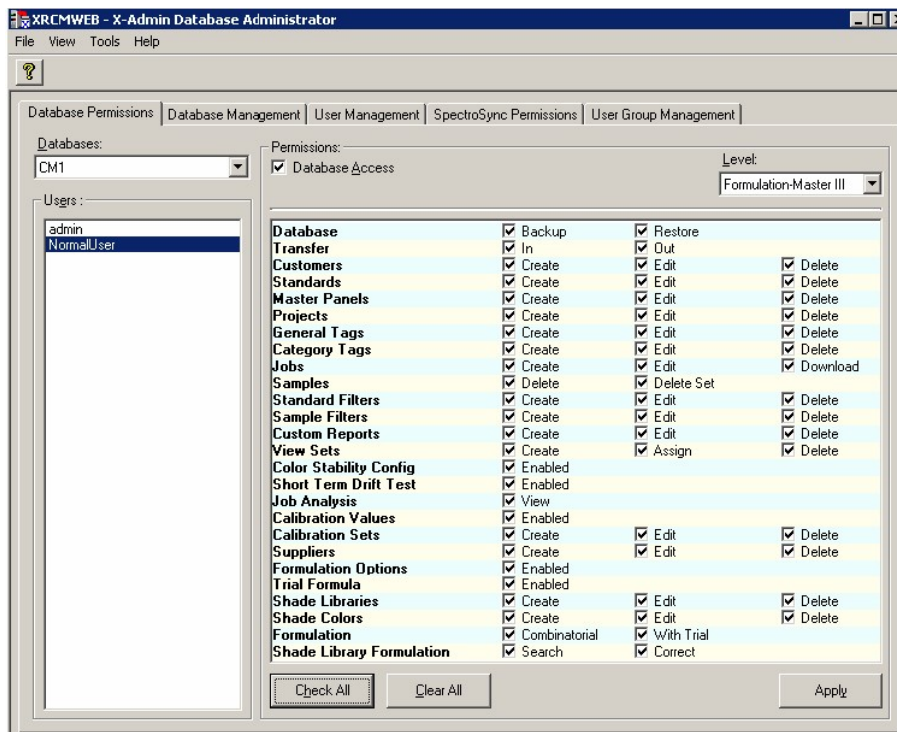 XRCMWEB - X-Admin Database Administrator
File View Tools Help
Database Permissions Database Management User Management SpectroSync Permissions User Group Management
Databases:
CM1
Users :
admin
NormalUser
Permissions:
Database Access
Level:
Formulation-Master III
Database Backup Restore
Transfer In Out
Customers Create Edit Delete
Standards Create Edit Delete
Master Panels Create Edit Delete
Projects Create Edit Delete
General Tags Create Edit Delete
Category Tags Create Edit Delete
Jobs Create Edit Download
Samples Delete Delete Set
Standard Filters Create Edit Delete
Sample Filters Create Edit Delete
Custom Reports Create Edit Delete
View Sets Create Assign Delete
Color Stability Config Enabled
Short Term Drift Test Enabled
Job Analysis View
Calibration Values Enabled
Calibration Sets Create Edit Delete
Suppliers Create Edit Delete
Formulation Options Enabled
Trial Formula Enabled
Shade Libraries Create Edit Delete
Shade Colors Create Edit Delete
Formulation Combinatorial With Trial
Shade Library Formulation Search Correct
Check All Clear All Apply